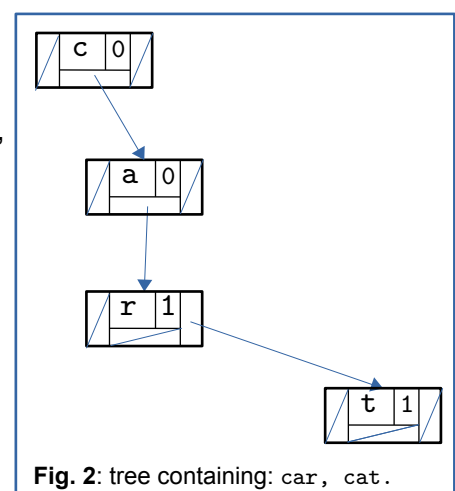 c 0
,
a 0
r 1
t 1
Fig. 2: tree containing: car, cat.